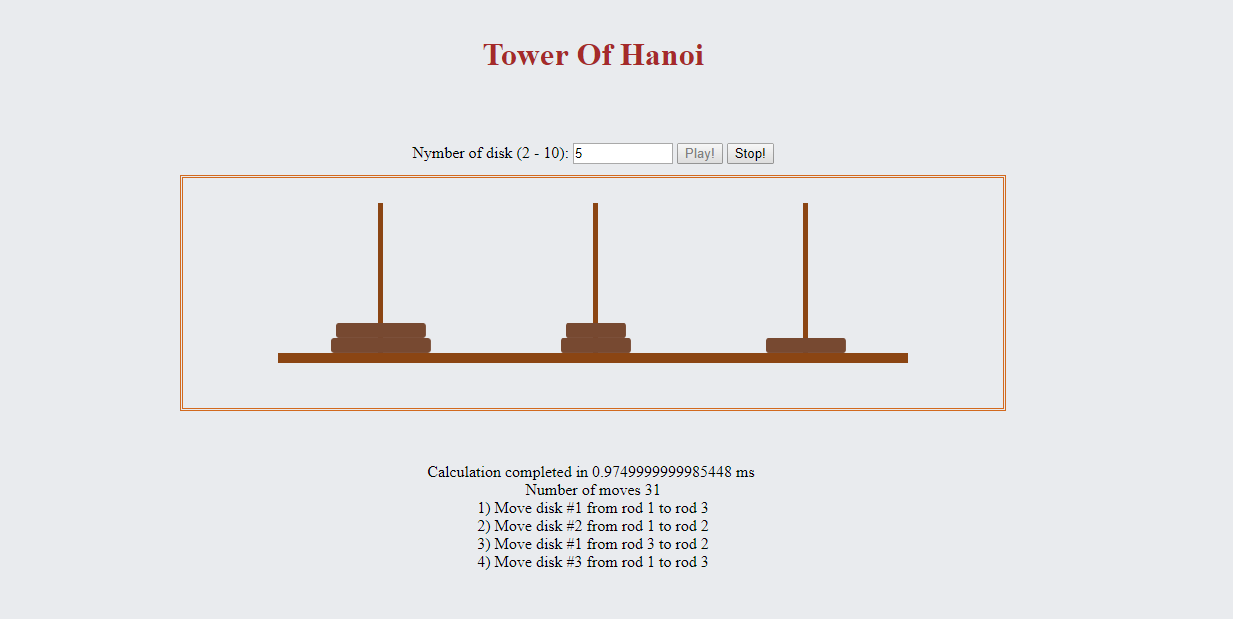 Tower Of Hanoi
Nymber of disk (2 - 10): 5 Play! Stop!
Calculation completed in 0.9749999999985448 ms
Number of moves 31
1) Move disk #1 from rod 1 to rod 3
2) Move disk #2 from rod 1 to rod 2
3) Move disk #1 from rod 3 to rod 2
4) Move disk #3 from rod 1 to rod 3